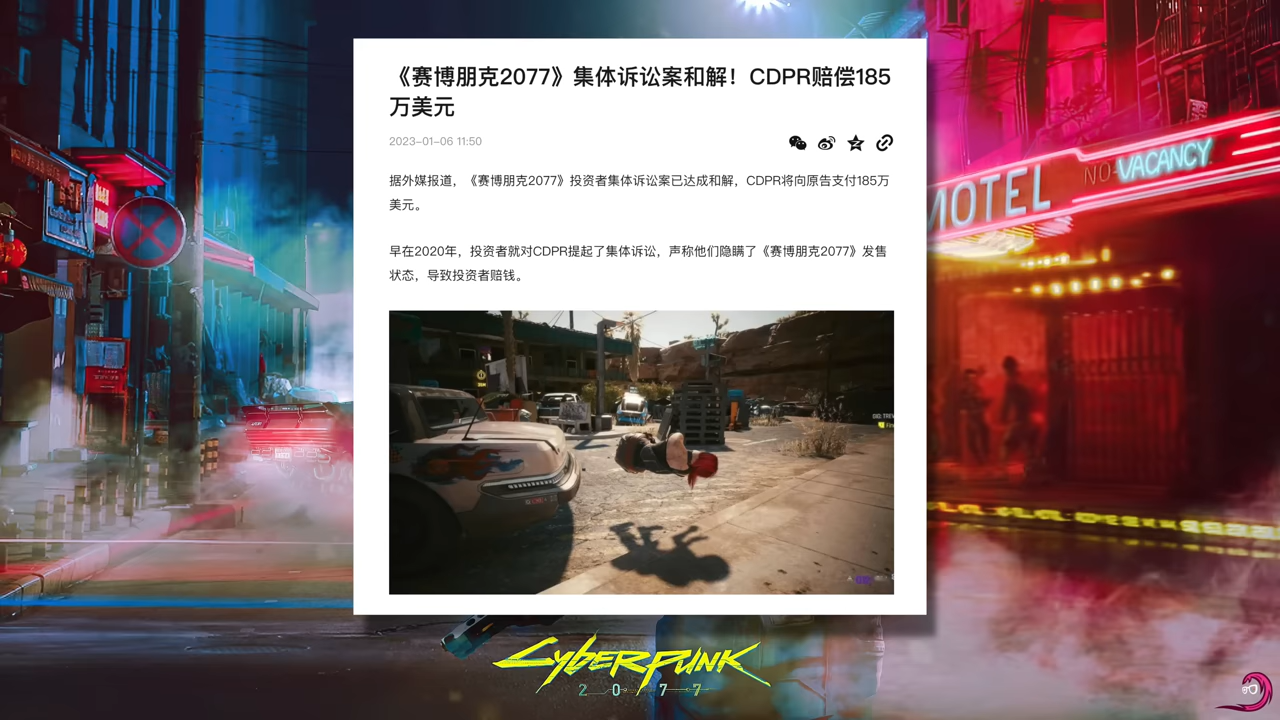 《赛博朋克2077》集体诉讼案和解！CDPR赔偿185
万美元
2023-01-06 11:50
据外媒报道，《赛博朋克2077》投资者集体诉讼案已达成和解，CDPR将向原告支付185万
美元。
早在2020年，投资者就对CDPR提起了集体诉讼，声称他们隐瞒了《赛博朋克2077》发售
状态，导致投资者赔钱。
MOTEL
NO-VACANCY
CYBERPUNK
2077